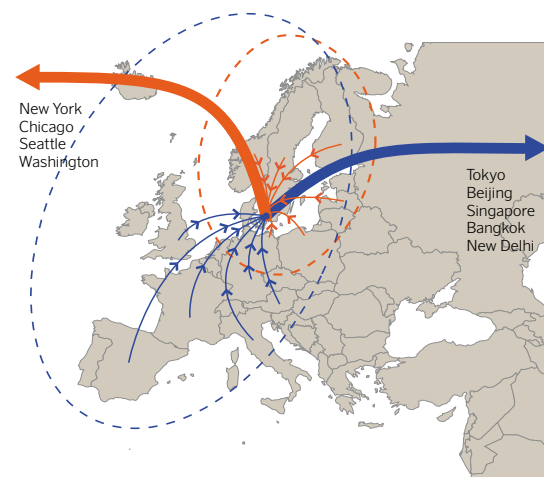 New York
Chicago
Seattle
Washington
Tokyo
Beijing
Singapore
Bangkok
New Delhi